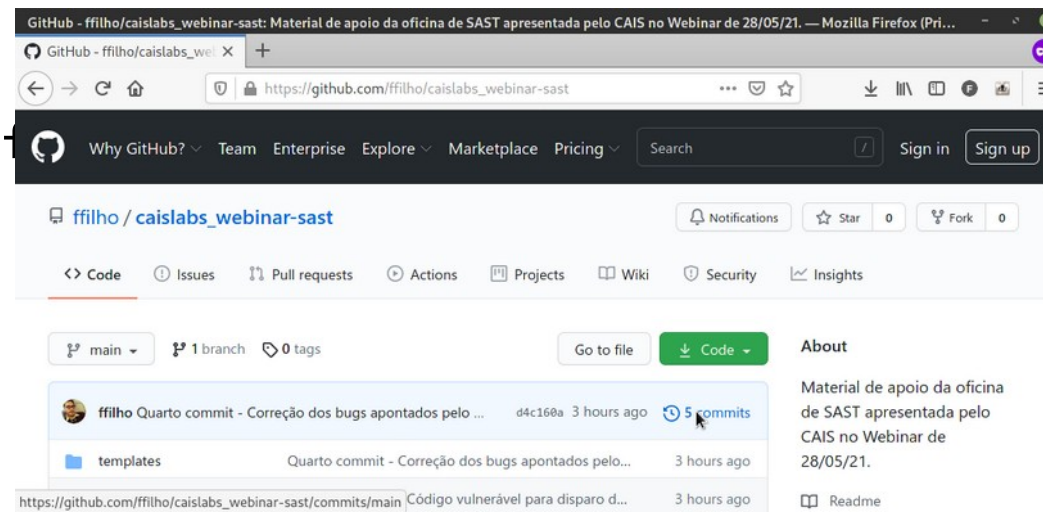 GitHub - ffilho/caislabs_webinar-sast: Material de apoio da oficina de SAST apresentada pelo CAIS no Webinar de 28/05/21. — Mozilla Firefox (Pri...
GitHub - ffilho/caislabs_we
https://github.com/ffilho/caislabs_webinar-sast
Why GitHub? Team Enterprise Explore Marketplace Pricing Search / Sign in Sign up
ffilho / caislabs_webinar-sast Notifications Star 0 Fork 0
<> Code Issues Pull requests Actions Projects Wiki Security Insights
main 1 branch 0 tags Go to file Code About
Material de apoio da oficina
ffilho Quarto commit - Correção dos bugs apontados pelo ... d4c160a 3 hours ago 5 commits
de SAST apresentada pelo
CAIS no Webinar de
templates Quarto commit - Correção dos bugs apontados pelo... 3 hours ago
28/05/21.
https://github.com/ffilho/caislabs_webinar-sast/commits/main Código vulnerável para disparo d... 3 hours ago
Readme